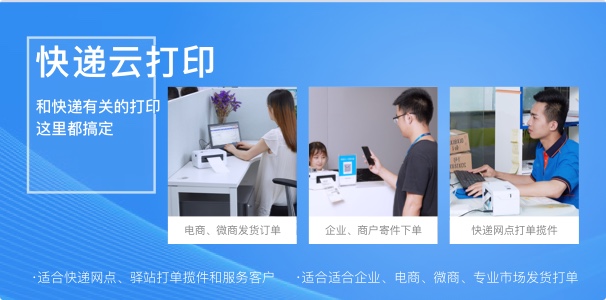 快递云打印
和快递有关的打印
这里都搞定
电商、微商发货订单
企业、商户寄件下单
快递网点打单揽件
·适合快递网点、驿站打单揽件和服务客户
·适合适合企业、电商、微商、专业市场发货打单